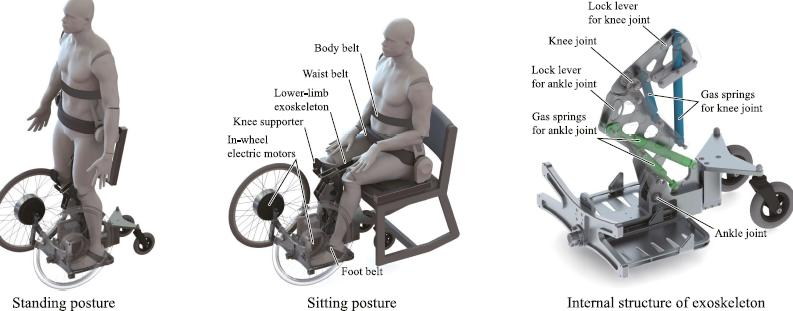 Body belt
Waist belt
Lower-limb
exoskeleton
Knee supporter
In-wheel
electric motors
Foot belt
Lock lever
for knee joint
Knee joint
Lock lever
for ankle joint
Gas springs
for knee joint
Gas springs
for ankle joint
Ankle joint
Standing posture
Sitting posture
Internal structure of exoskeleton